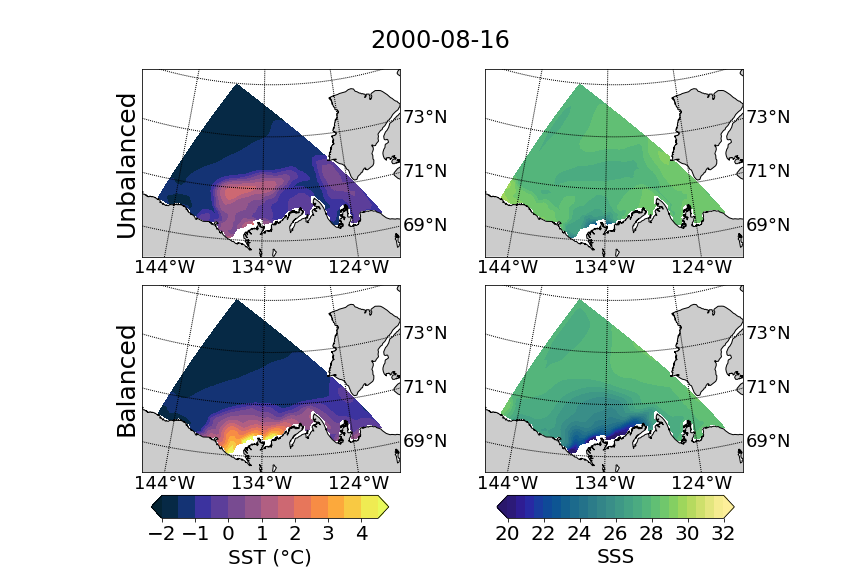 2000-08-16
Unbalanced
73°N
73°N
71°N
71°N
69°N
69°N
144°W 134°W 124°W
144°W 134°W 124°W
Balanced
73°N
73°N
71°N
71°N
69°N
69°N
144°W 134°W 124°W
144°W 134°W 124°W
−2 −1 0 1 2 3 4
20 22 24 26 28 30 32
SST (°C)
SSS